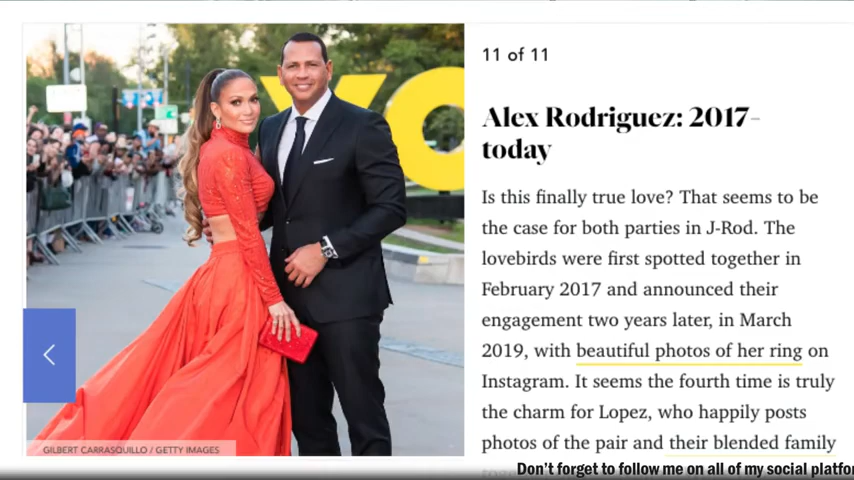 YO
GILBERT CARRASQUILLO / GETTY IMAGES
11 of 11
Alex Rodriguez: 2017–
today
Is this finally true love? That seems to be
the case for both parties in J-Rod. The
lovebirds were first spotted together in
February 2017 and announced their
engagement two years later, in March
2019, with beautiful photos of her ring on
Instagram. It seems the fourth time is truly
the charm for Lopez, who happily posts
photos of the pair and their blended family
Don't forget to follow me on all of my social platfor